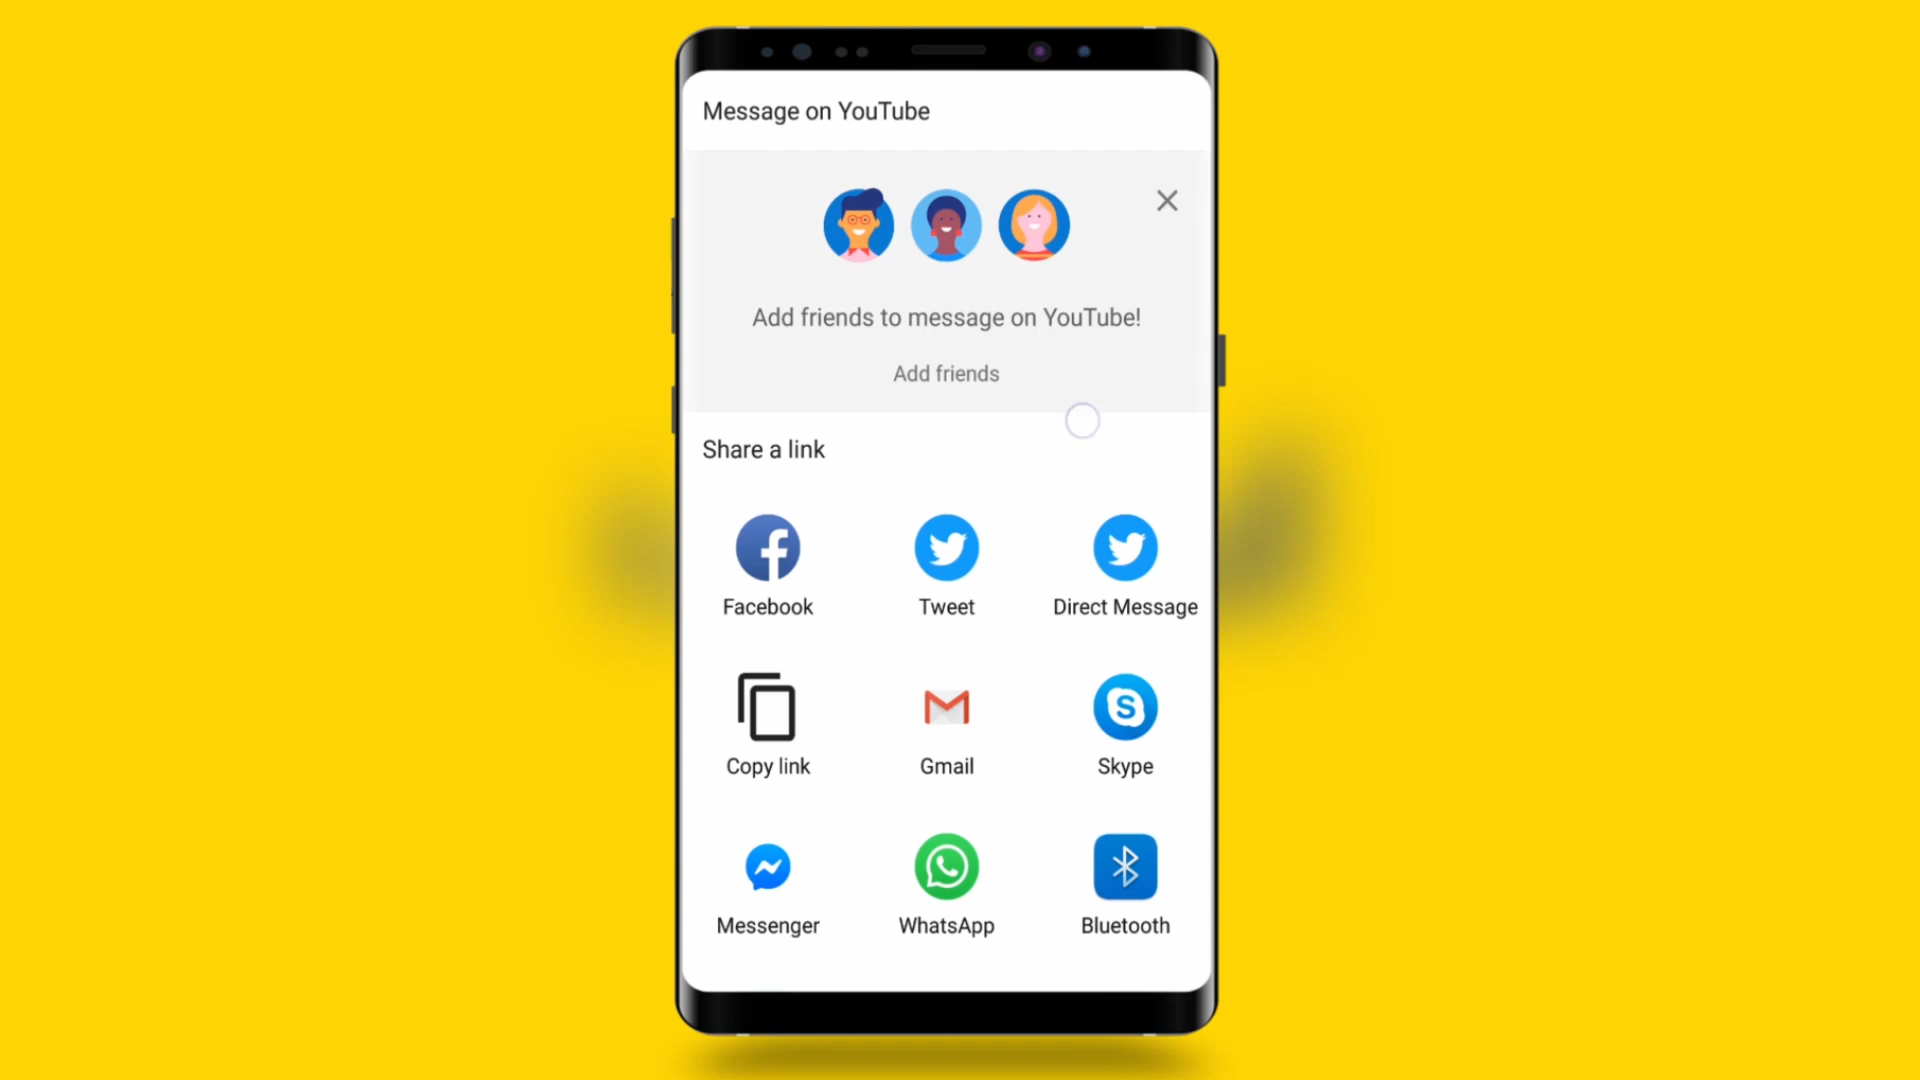 Message on YouTube
Add friends to message on YouTube!
Add friends
Share a link
Facebook
Tweet
Direct Message
Copy link
Gmail
Skype
Messenger
WhatsApp
Bluetooth